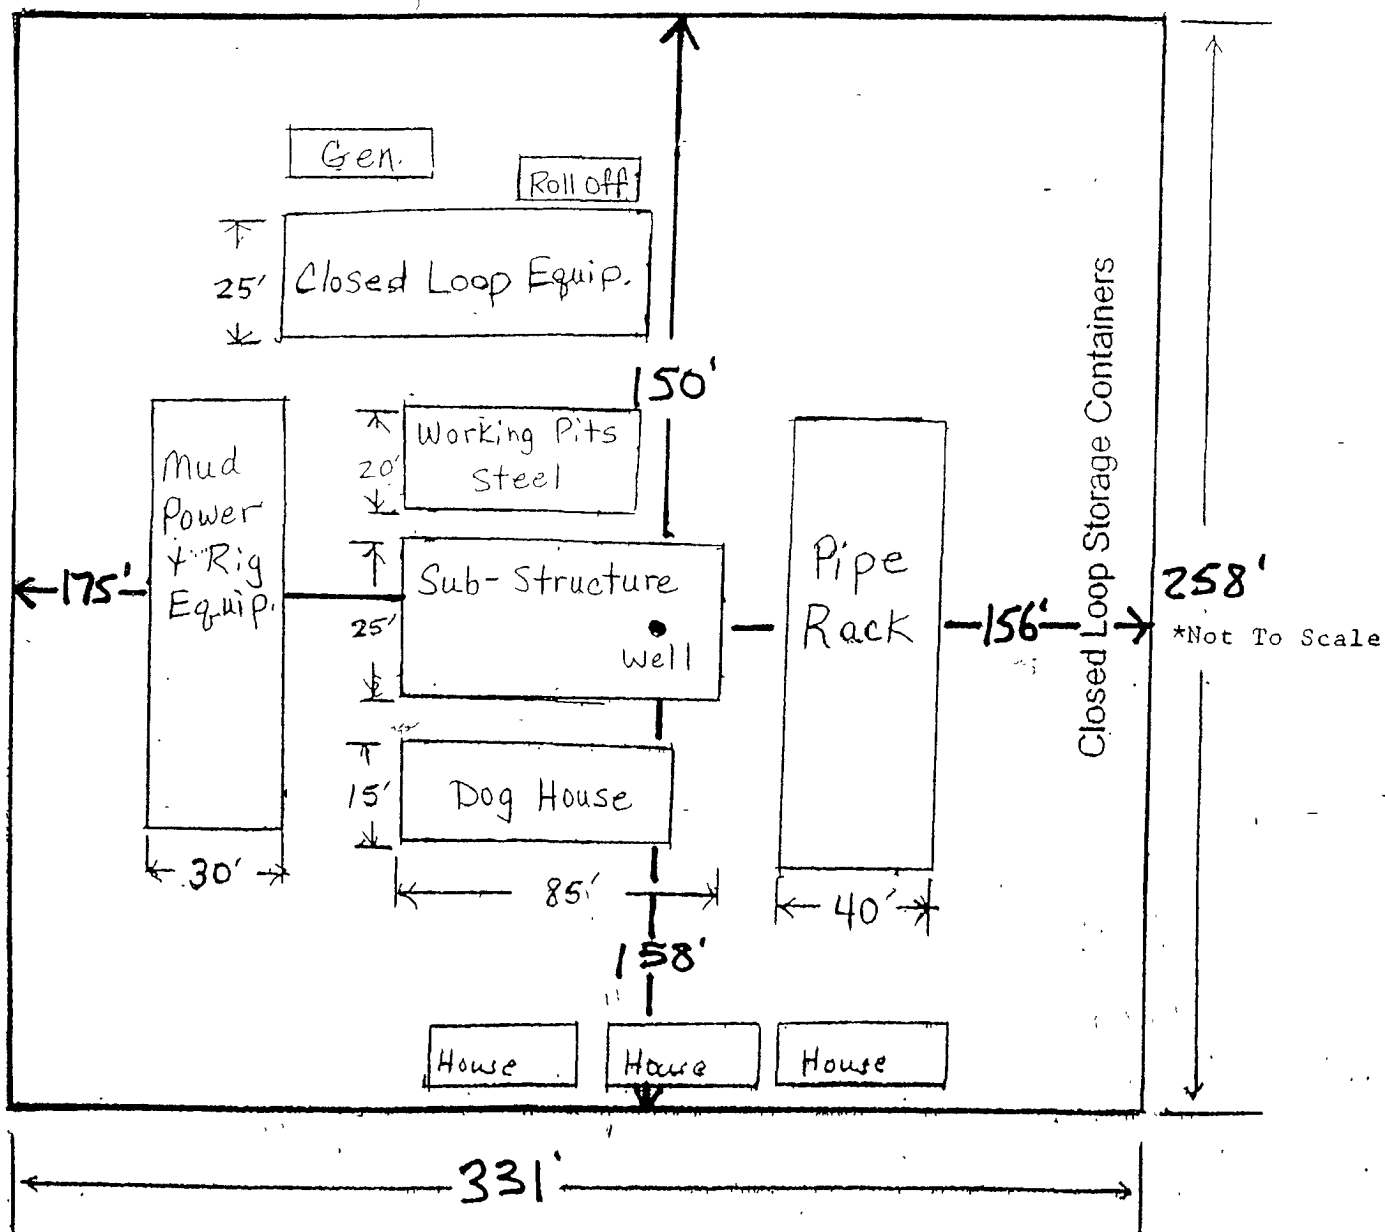 Gen.
Roll Off
25'
Closed Loop Equip.
150'
Closed Loop Storage Containers
Mud
Power
+ Rig
Equip.
20'
Working Pits
Steel
Pipe
Rack
175'
25'
Sub-Structure
Well
156'
258'
*Not To Scale
15'
Dog House
30'
85'
40'
158'
House
House
House
331'